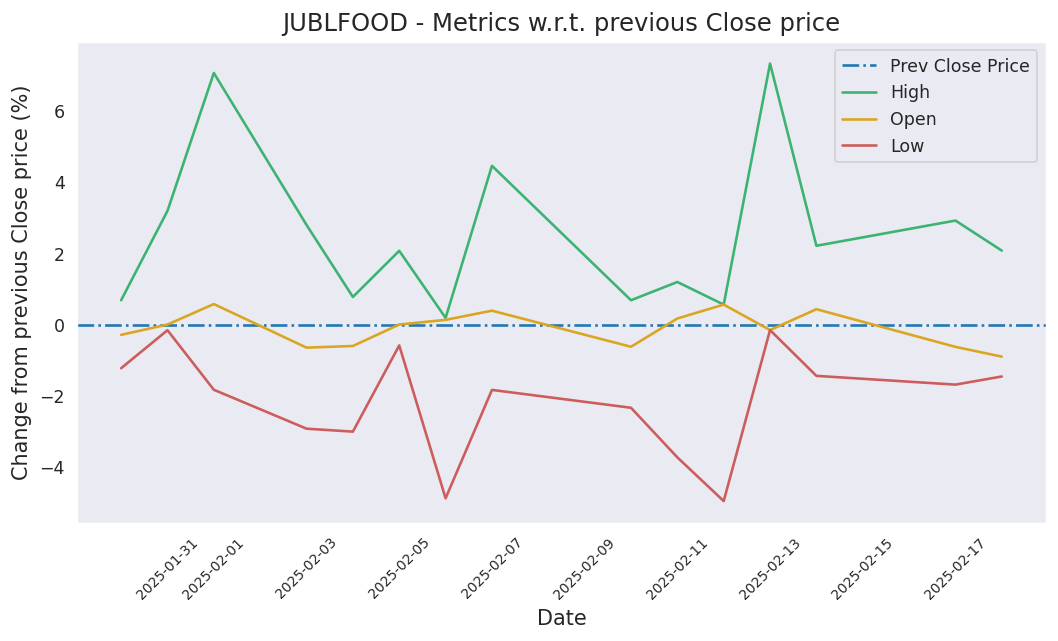 JUBLFOOD - Metrics w.r.t. previous Close price
Prev Close Price
High
Open
Low
Change from previous Close price (%)
6
4
2
0
−2
−4
2025-01-31
2025-02-01
2025-02-03
2025-02-05
2025-02-07
2025-02-09
2025-02-11
2025-02-13
2025-02-15
2025-02-17
Date